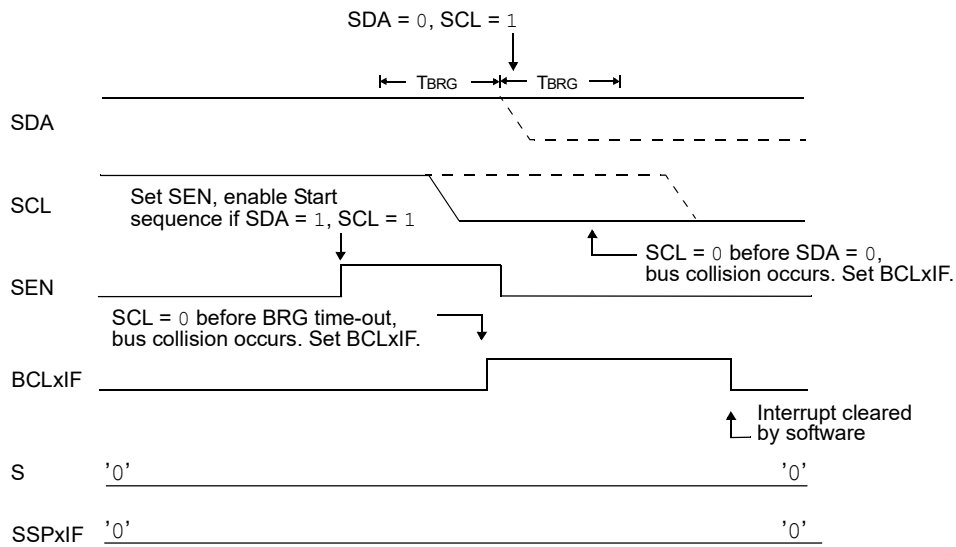 SDA = 0, SCL = 1
TBRG TBRG
SDA
SCL
Set SEN, enable Start
sequence if SDA = 1, SCL = 1
SCL = 0 before SDA = 0,
bus collision occurs. Set BCLxIF.
SEN
SCL = 0 before BRG time-out,
bus collision occurs. Set BCLxIF.
BCLxIF
Interrupt cleared
by software
S '0' '0'
SSPxIF '0' '0'